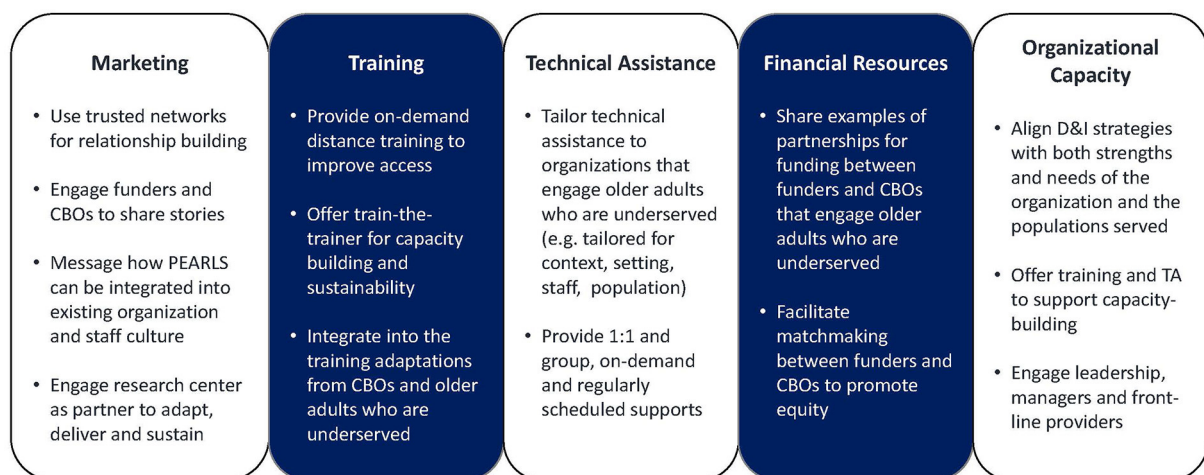 Marketing
• Use trusted networks
for relationship building
• Engage funders and
CBOs to share stories
• Message how PEARLS
can be integrated into
existing organization
and staff culture
• Engage research center
as partner to adapt,
deliver and sustain
Training
• Provide on-demand
distance training to
improve access
• Offer train-the-
trainer for capacity
building and
sustainability
• Integrate into the
training adaptations
from CBOs and older
adults who are
underserved
Technical Assistance
• Tailor technical
assistance to
organizations that
engage older adults
who are underserved
(e.g. tailored for
context, setting,
staff, population)
• Provide 1:1 and
group, on-demand
and regularly
scheduled supports
Financial Resources
• Share examples of
partnerships for
funding between
funders and CBOs
that engage older
adults who are
underserved
• Facilitate
matchmaking
between funders and
CBOs to promote
equity
Organizational
Capacity
• Align D&I strategies
with both strengths
and needs of the
organization and the
populations served
• Offer training and TA
to support capacity-
building
• Engage leadership,
managers and front-
line providers